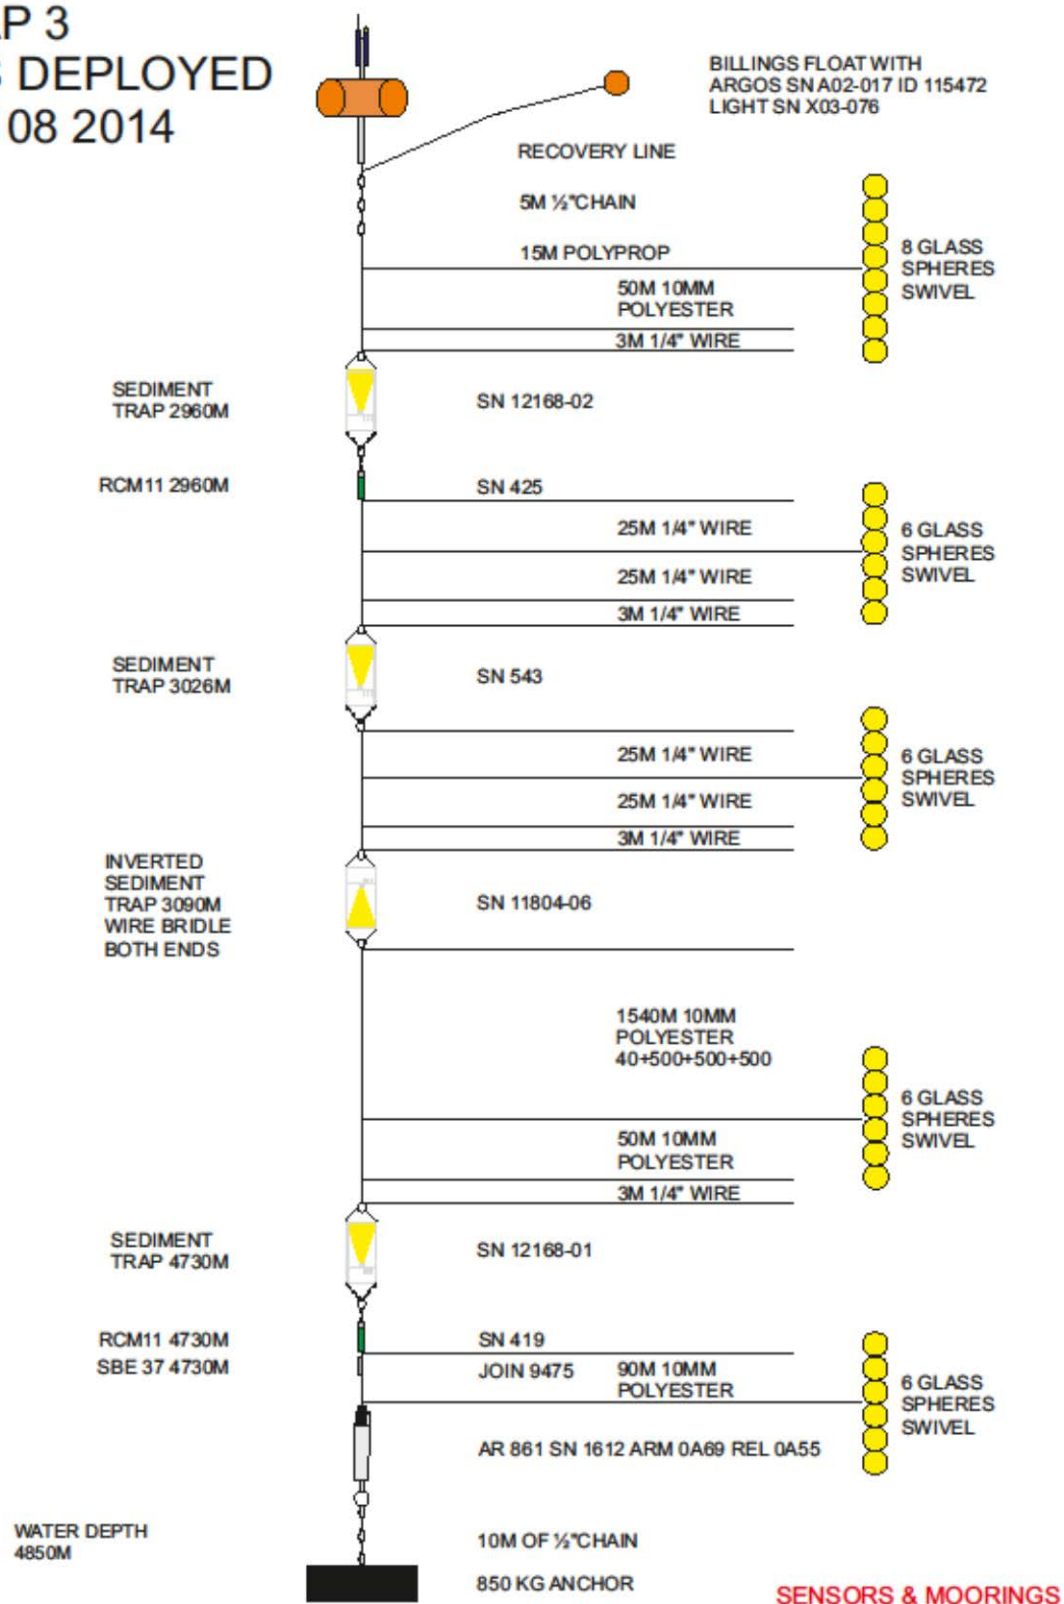 P 3
DEPLOYED
08 2014
BILLINGS FLOAT WITH
ARGOS SN A02-017 ID 115472
LIGHT SN X03-076
RECOVERY LINE
5M ½"CHAIN
15M POLYPROP
8 GLASS
SPHERES
SWIVEL
50M 10MM
POLYESTER
3M 1/4" WIRE
SEDIMENT
TRAP 2960M
SN 12168-02
RCM11 2960M
SN 425
25M 1/4" WIRE
6 GLASS
SPHERES
SWIVEL
25M 1/4" WIRE
3M 1/4" WIRE
SEDIMENT
TRAP 3026M
SN 543
25M 1/4" WIRE
6 GLASS
SPHERES
SWIVEL
25M 1/4" WIRE
3M 1/4" WIRE
INVERTED
SEDIMENT
TRAP 3090M
WIRE BRIDLE
BOTH ENDS
SN 11804-06
1540M 10MM
POLYESTER
40+500+500+500
6 GLASS
SPHERES
SWIVEL
50M 10MM
POLYESTER
3M 1/4" WIRE
SEDIMENT
TRAP 4730M
SN 12168-01
RCM11 4730M
SN 419
SBE 37 4730M
JOIN 9475
90M 10MM
POLYESTER
6 GLASS
SPHERES
SWIVEL
AR 861 SN 1612 ARM 0A69 REL 0A55
WATER DEPTH
4850M
10M OF ½"CHAIN
850 KG ANCHOR
SENSORS & MOORINGS